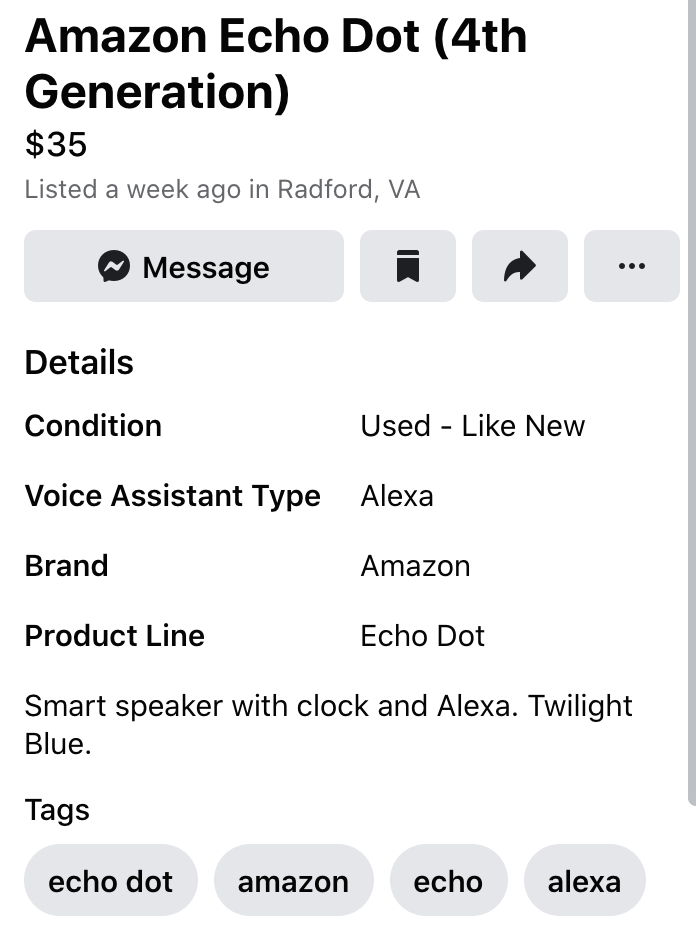 Amazon Echo Dot (4th
Generation)
$35
Listed a week ago in Radford, VA
Message
Details
Condition Used - Like New
Voice Assistant Type Alexa
Brand Amazon
Product Line Echo Dot
Smart speaker with clock and Alexa. Twilight
Blue.
Tags
echo dot amazon echo alexa